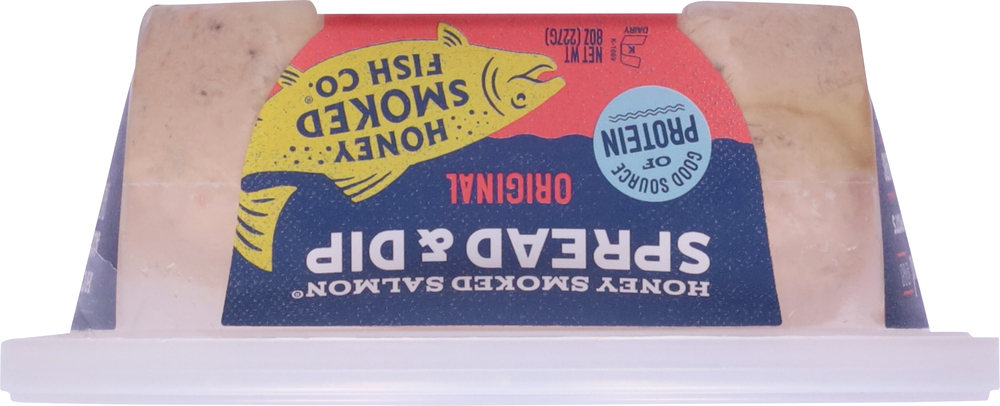 HONEY SMOKED SALMON®
SPREAD & DIP
ORIGINAL
GOOD SOURCE
OF
PROTEIN
HONEY
SMOKED
FISH CO.®
NET WT
8OZ (227G)
K
DAIRY